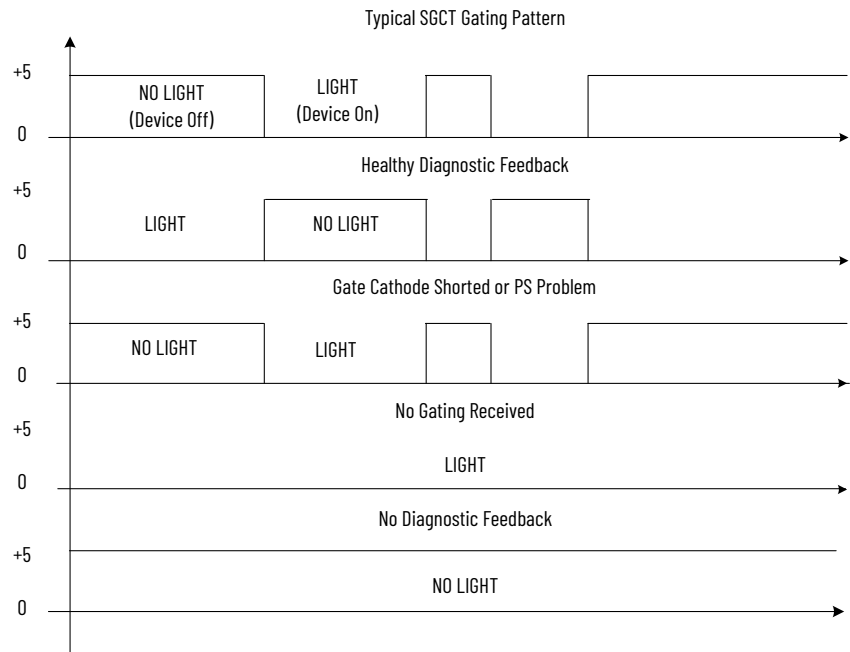 Typical SGCT Gating Pattern
+5
NO LIGHT
(Device Off)
LIGHT
(Device On)
0
Healthy Diagnostic Feedback
+5
LIGHT
NO LIGHT
0
Gate Cathode Shorted or PS Problem
+5
NO LIGHT
LIGHT
0
No Gating Received
+5
LIGHT
0
No Diagnostic Feedback
+5
NO LIGHT
0